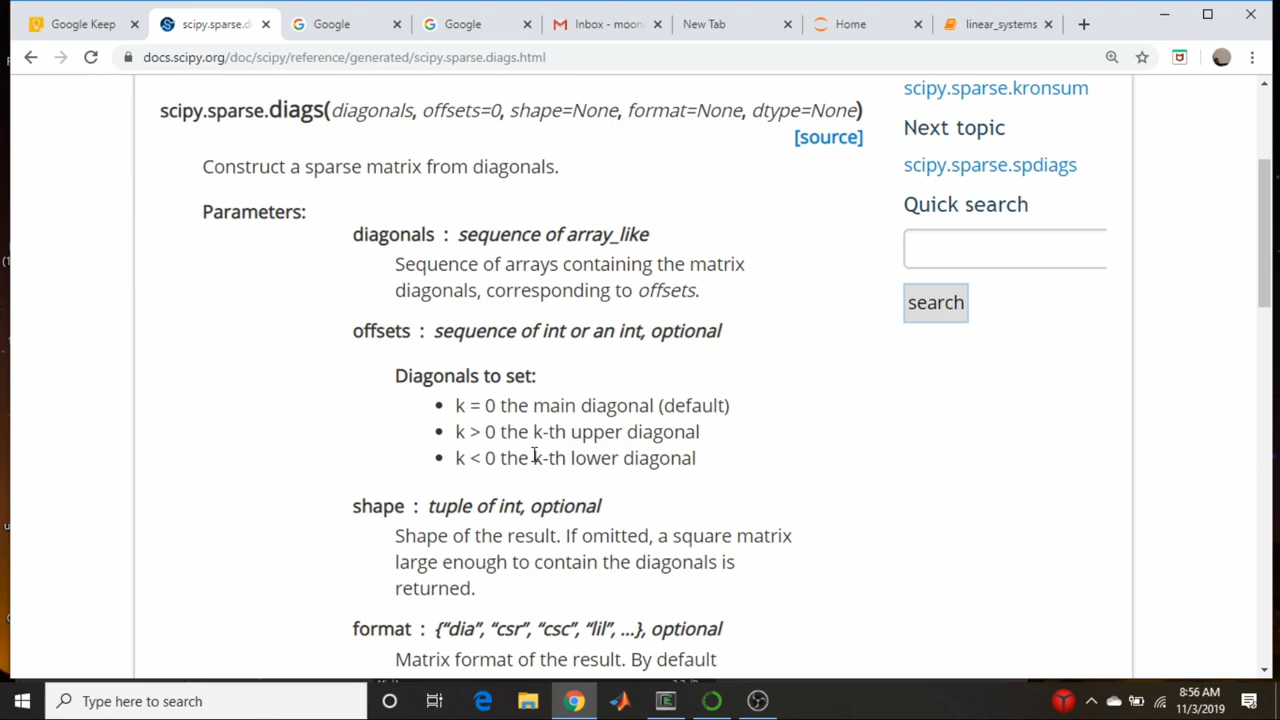 Google Keep
scipy.sparse.d
Google
Google
Inbox - moon
New Tab
Home
linear_systems
docs.scipy.org/doc/scipy/reference/generated/scipy.sparse.diags.html
scipy.sparse.diags(diagonals, offsets=0, shape=None, format=None, dtype=None)
[source]
Construct a sparse matrix from diagonals.
Parameters:
diagonals : sequence of array_like
Sequence of arrays containing the matrix
diagonals, corresponding to offsets.
offsets : sequence of int or an int, optional
Diagonals to set:
• k = 0 the main diagonal (default)
• k > 0 the k-th upper diagonal
• k < 0 the k-th lower diagonal
shape : tuple of int, optional
Shape of the result. If omitted, a square matrix
large enough to contain the diagonals is
returned.
format : {“dia”, “csr”, “csc”, “lil”, ...}, optional
Matrix format of the result. By default
scipy.sparse.kronsum
Next topic
scipy.sparse.spdiags
Quick search
search
Type here to search
8:56 AM
11/3/2019